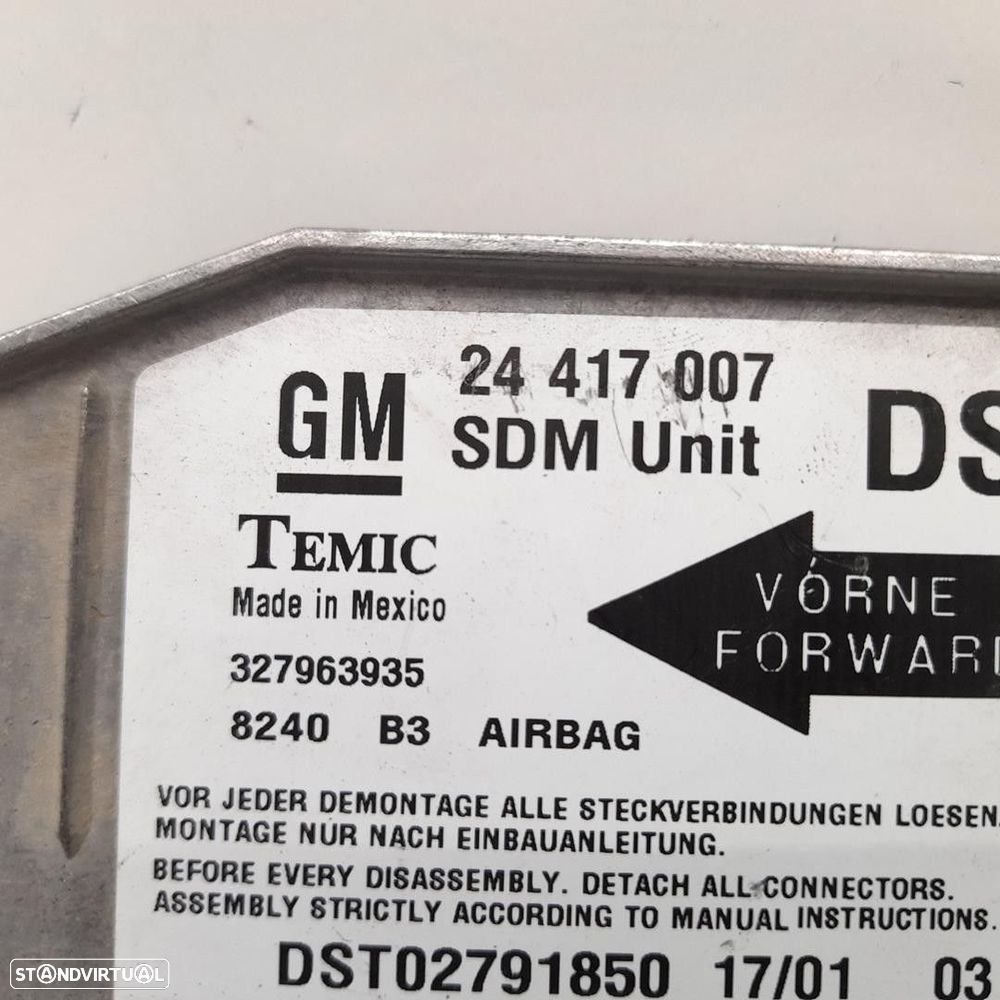 24 417 007
GM SDM Unit DS
TEMIC
Made in Mexico
VORNE
FORWARD
327963935
8240 B3 AIRBAG
VOR JEDER DEMONTAGE ALLE STECKVERBINDUNGEN LOESEN.
MONTAGE NUR NACH EINBAUANLEITUNG.
BEFORE EVERY DISASSEMBLY. DETACH ALL CONNECTORS.
ASSEMBLY STRICTLY ACCORDING TO MANUAL INSTRUCTIONS.
DST02791850 17/01 03
STANDVIRTUAL